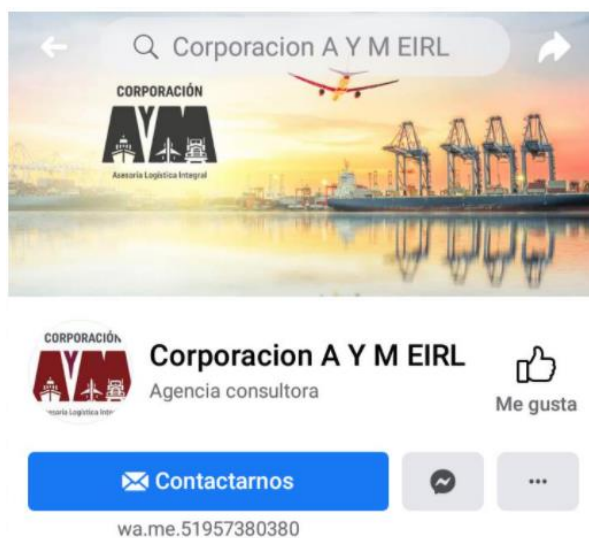 Corporacion A Y M EIRL
CORPORACIÓN
AYM
Asesoría Logística Integral
CORPORACIÓN
AYM
Corporacion A Y M EIRL
Agencia consultora
Me gusta
Contactarnos
wa.me.51957380380